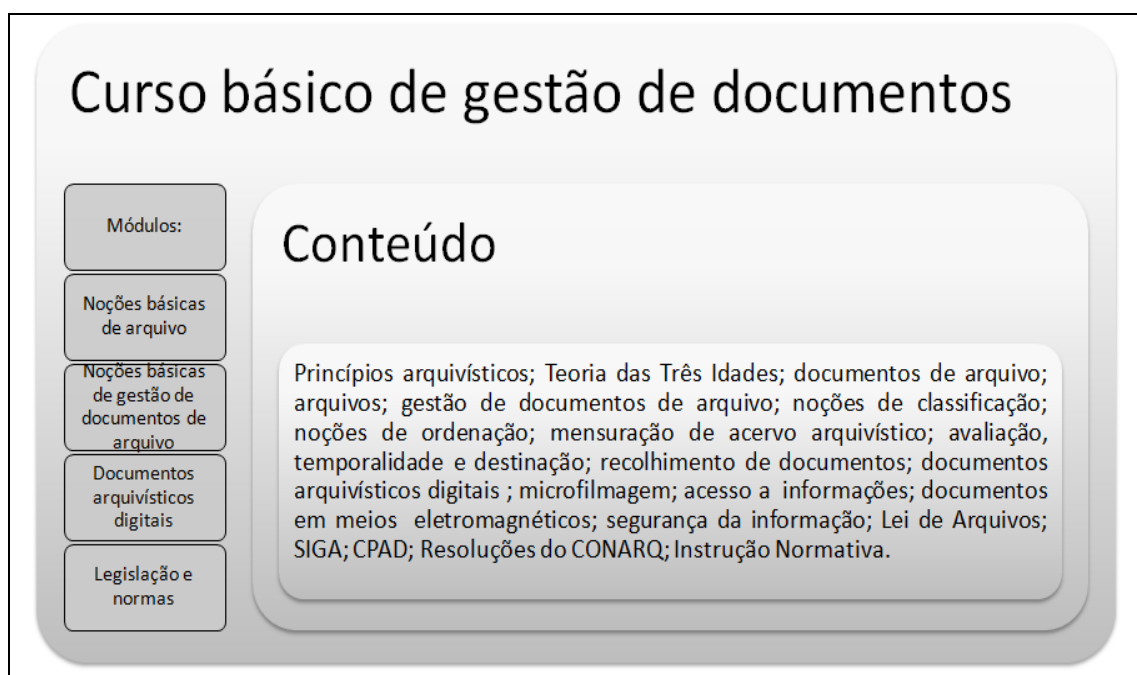 Curso básico de gestão de documentos
Módulos:
Noções básicas
de arquivo
Noções básicas
de gestão de
documentos de
arquivo
Documentos
arquivísticos
digitais
Legislação e
normas
Conteúdo
Princípios arquivísticos; Teoria das Três Idades; documentos de arquivo;
arquivos; gestão de documentos de arquivo; noções de classificação;
noções de ordenação; mensuração de acervo arquivístico; avaliação,
temporalidade e destinação; recolhimento de documentos; documentos
arquivísticos digitais ; microfilmagem; acesso a informações; documentos
em meios eletromagnéticos; segurança da informação; Lei de Arquivos;
SIGA; CPAD; Resoluções do CONARQ; Instrução Normativa.